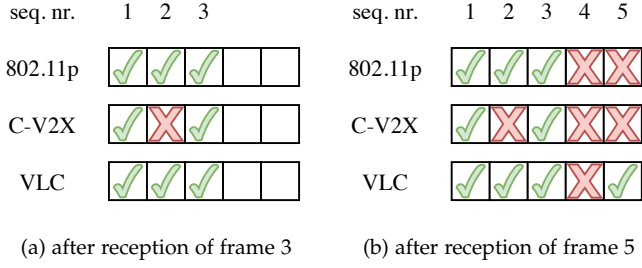 seq. nr. 1 2 3
802.11p
C-V2X
VLC
(a) after reception of frame 3
seq. nr. 1 2 3 4 5
802.11p
C-V2X
VLC
(b) after reception of frame 5